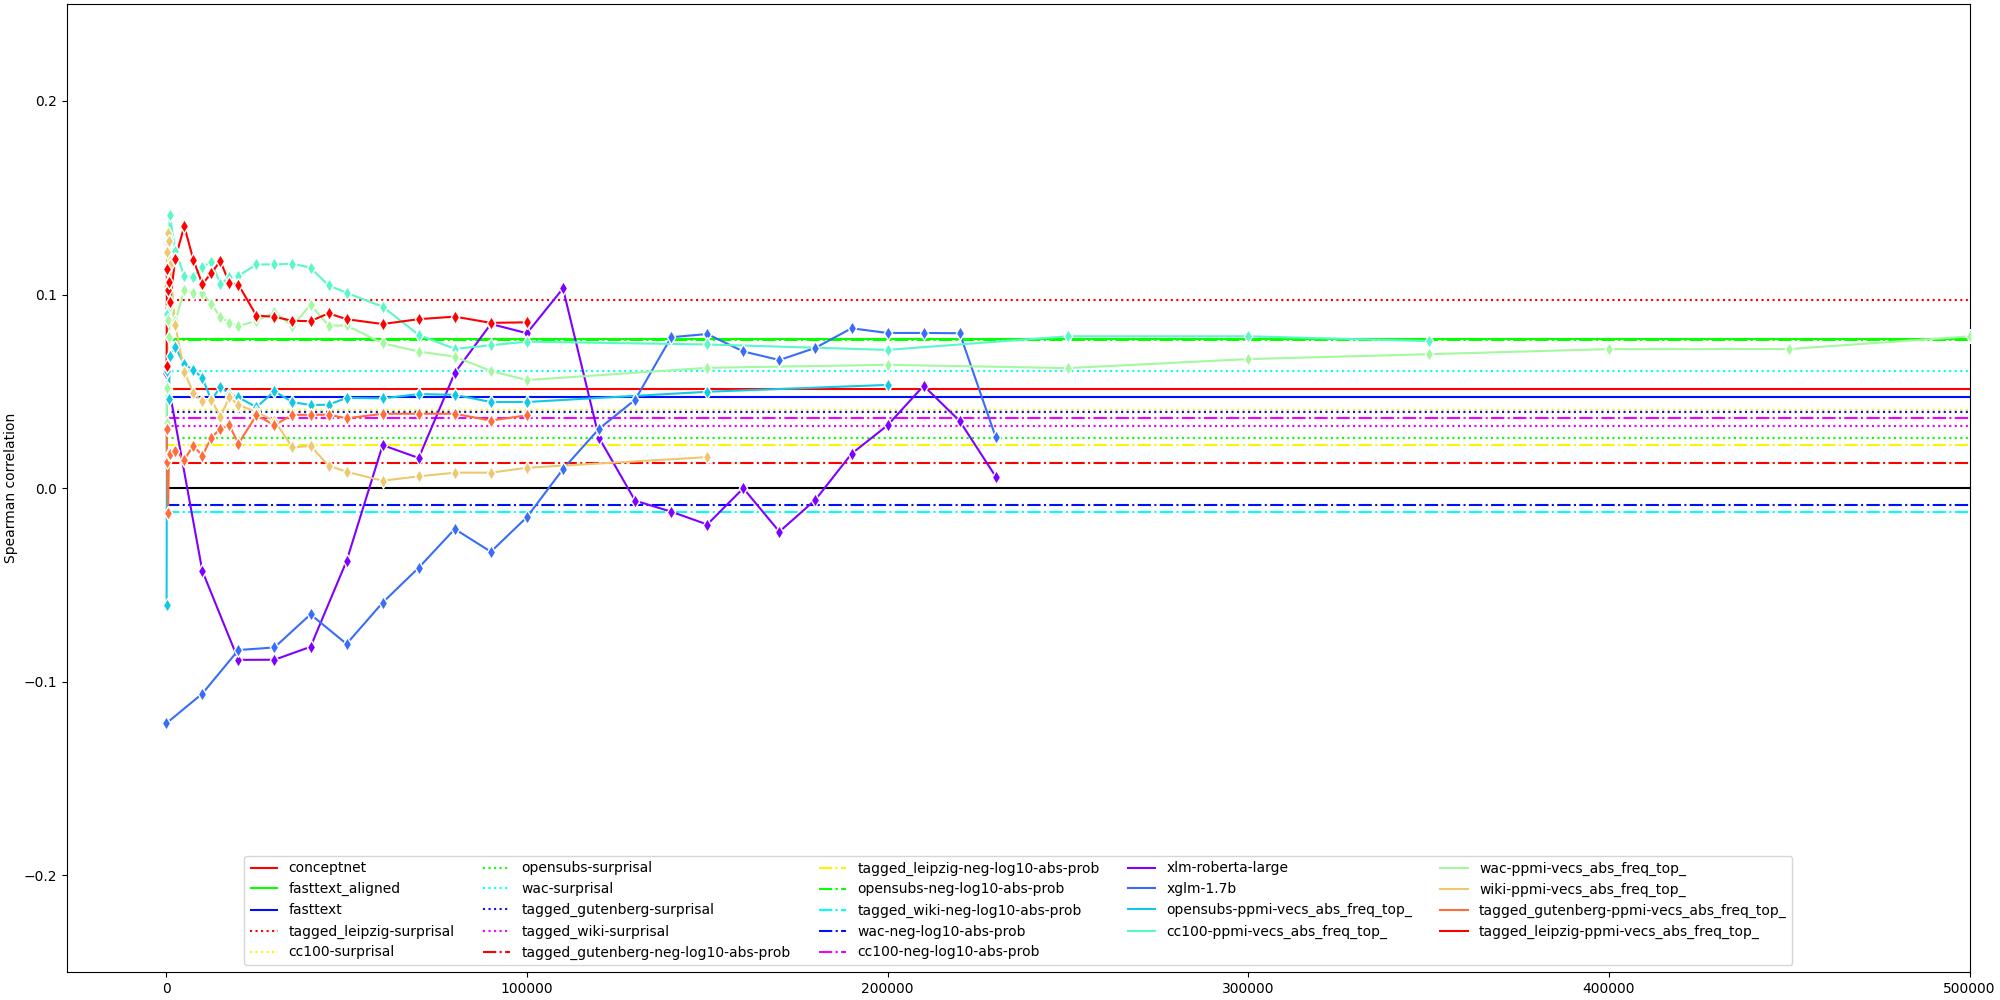 0.2
0.1
0.0
−0.1
−0.2
Spearman correlation
conceptnet
fasttext_aligned
fasttext
tagged_leipzig-surprisal
cc100-surprisal
opensubs-surprisal
wac-surprisal
tagged_gutenberg-surprisal
tagged_wiki-surprisal
tagged_gutenberg-neg-log10-abs-prob
tagged_leipzig-neg-log10-abs-prob
opensubs-neg-log10-abs-prob
tagged_wiki-neg-log10-abs-prob
wac-neg-log10-abs-prob
cc100-neg-log10-abs-prob
xlm-roberta-large
xglm-1.7b
opensubs-ppmi-vecs_abs_freq_top_
cc100-ppmi-vecs_abs_freq_top_
wac-ppmi-vecs_abs_freq_top_
wiki-ppmi-vecs_abs_freq_top_
tagged_gutenberg-ppmi-vecs_abs_freq_top_
tagged_leipzig-ppmi-vecs_abs_freq_top_
0 100000 200000 300000 400000 500000